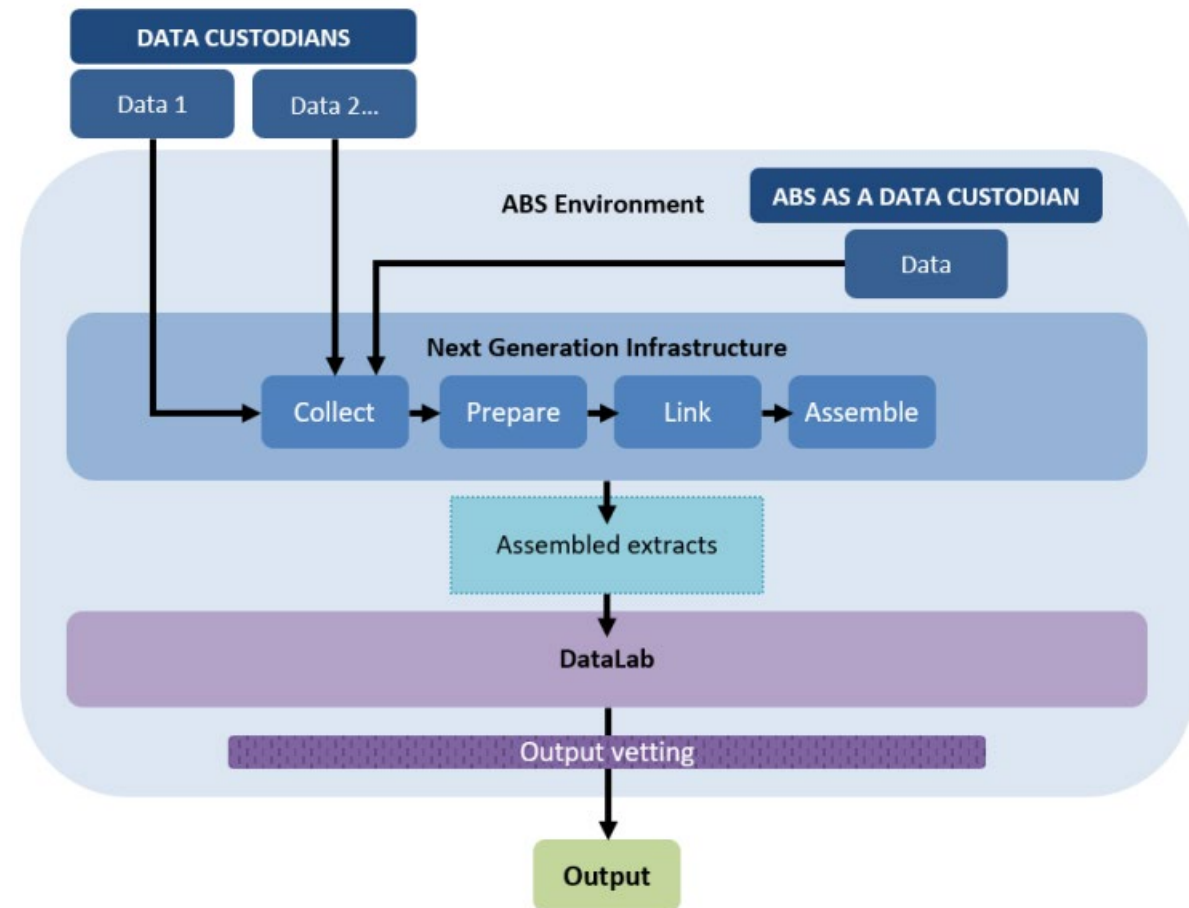 DATA CUSTODIANS
Data 1
Data 2...
ABS Environment
ABS AS A DATA CUSTODIAN
Data
Next Generation Infrastructure
Collect
Prepare
Link
Assemble
Assembled extracts
DataLab
Output vetting
Output